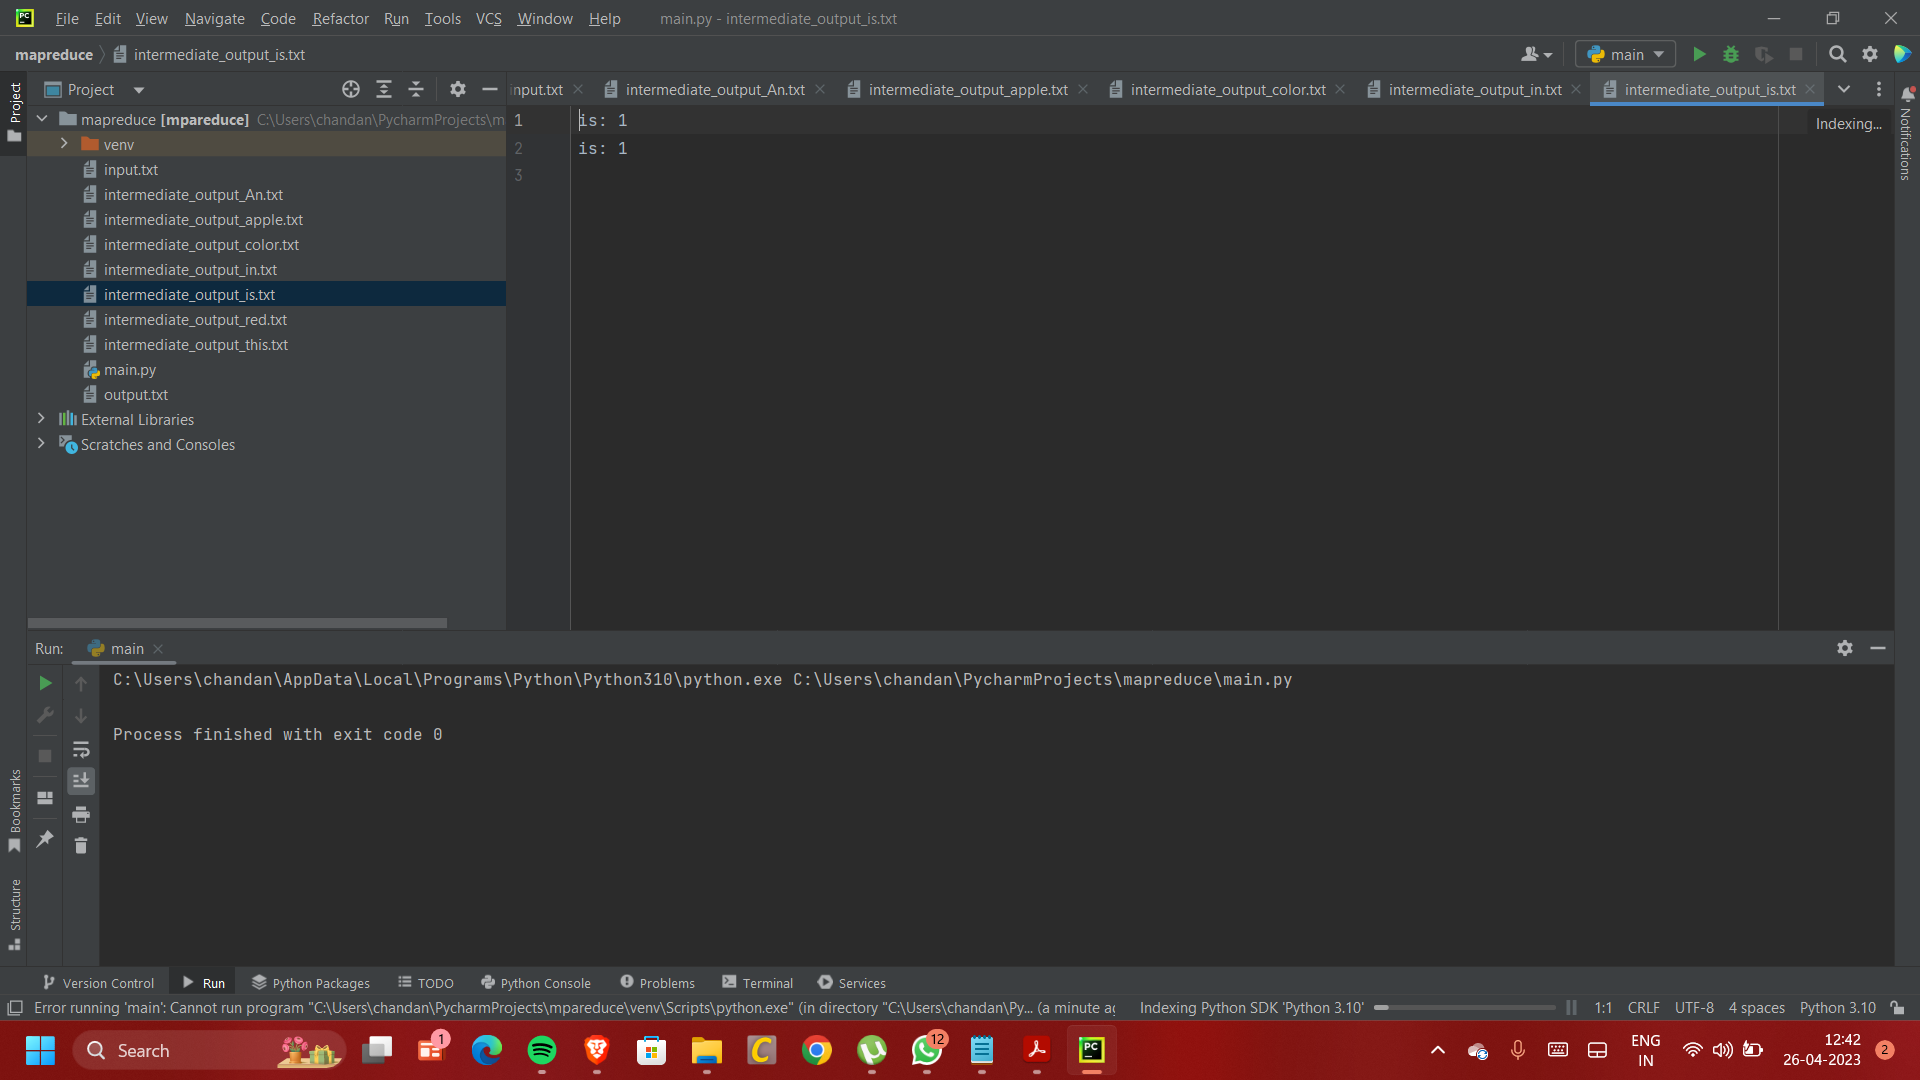 PC File Edit View Navigate Code Refactor Run Tools VCS Window Help main.py - intermediate_output_is.txt
mapreduce intermediate_output_is.txt main
Project
Project input.txt intermediate_output_An.txt intermediate_output_apple.txt intermediate_output_color.txt intermediate_output_in.txt intermediate_output_is.txt
Notifications
mapreduce [mpareduce] C:\Users\chandan\PycharmProjects\m
venv
input.txt
intermediate_output_An.txt
intermediate_output_apple.txt
intermediate_output_color.txt
intermediate_output_in.txt
intermediate_output_is.txt
intermediate_output_red.txt
intermediate_output_this.txt
main.py
output.txt
External Libraries
Scratches and Consoles
1 is: 1
2 is: 1
3
Indexing...
Run: main
C:\Users\chandan\AppData\Local\Programs\Python\Python310\python.exe C:\Users\chandan\PycharmProjects\mapreduce\main.py
Process finished with exit code 0
Bookmarks
Structure
Version Control Run Python Packages TODO Python Console Problems Terminal Services
Error running 'main': Cannot run program "C:\Users\chandan\PycharmProjects\mpareduce\venv\Scripts\python.exe" (in directory "C:\Users\chandan\Py... (a minute ag Indexing Python SDK 'Python 3.10' 1:1 CRLF UTF-8 4 spaces Python 3.10
Search 1 12 PC ENG 12:42
IN 26-04-2023 2